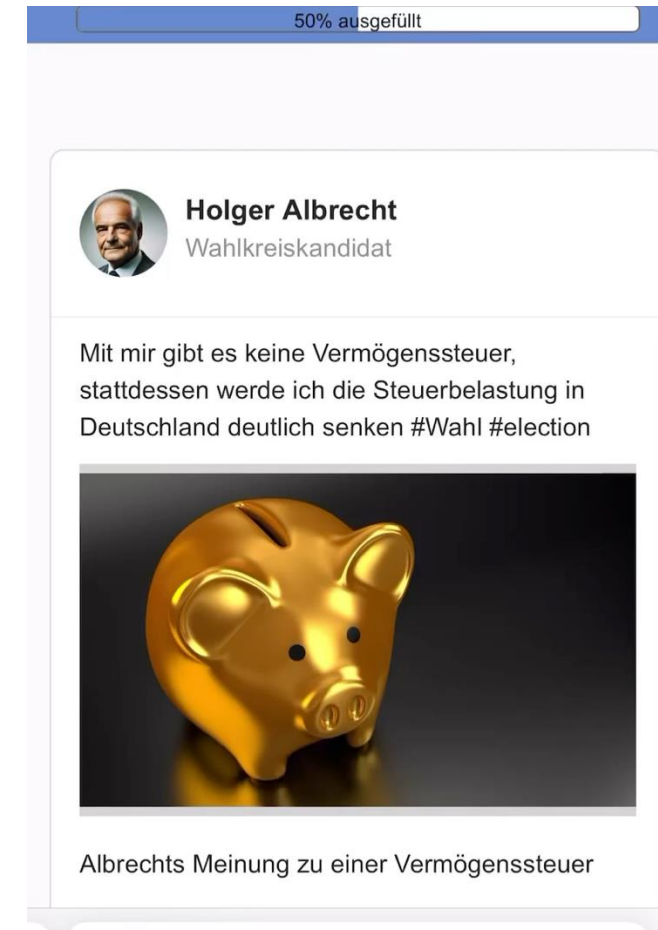 50% ausgefüllt
Holger Albrecht
Wahlkreiskandidat
Mit mir gibt es keine Vermögenssteuer,
stattdessen werde ich die Steuerbelastung in
Deutschland deutlich senken #Wahl #election
Albrechts Meinung zu einer Vermögenssteuer